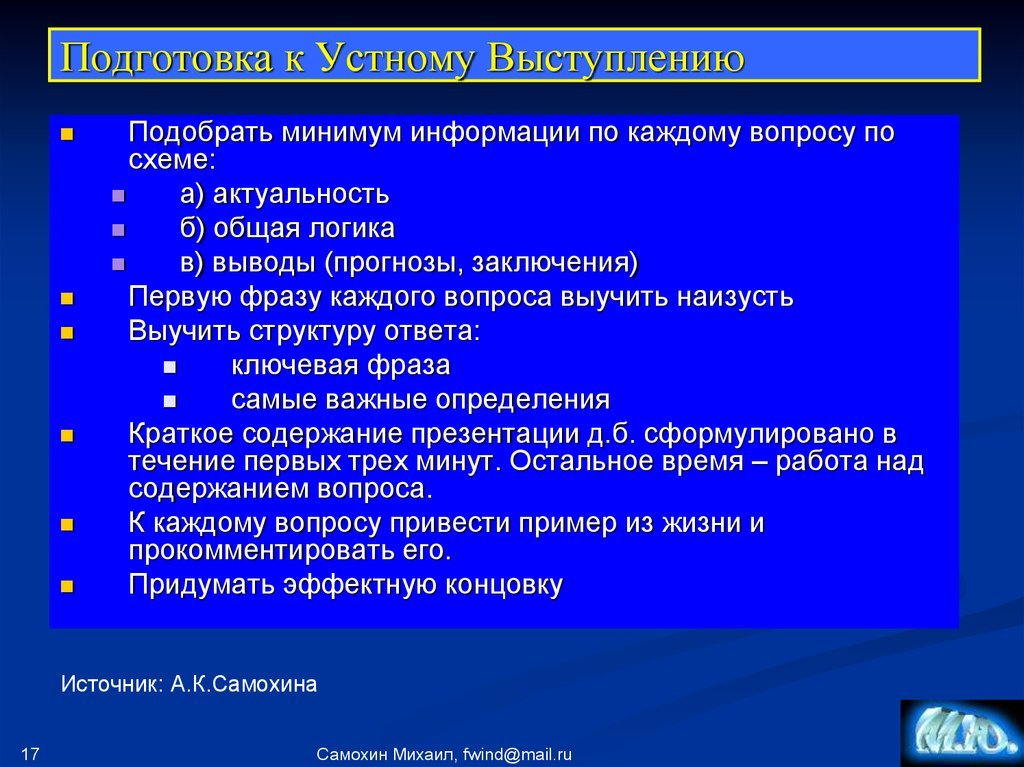 Подготовка к Устному Выступлению
Подобрать минимум информации по каждому вопросу по
схеме:
а) актуальность
б) общая логика
в) выводы (прогнозы, заключения)
Первую фразу каждого вопроса выучить наизусть
Выучить структуру ответа:
ключевая фраза
самые важные определения
Краткое содержание презентации д.б. сформулировано в
течение первых трех минут. Остальное время – работа над
содержанием вопроса.
К каждому вопросу привести пример из жизни и
прокомментировать его.
Придумать эффектную концовку
Источник: А.К.Самохина
17
Самохин Михаил, fwind@mail.ru
М.Ю.